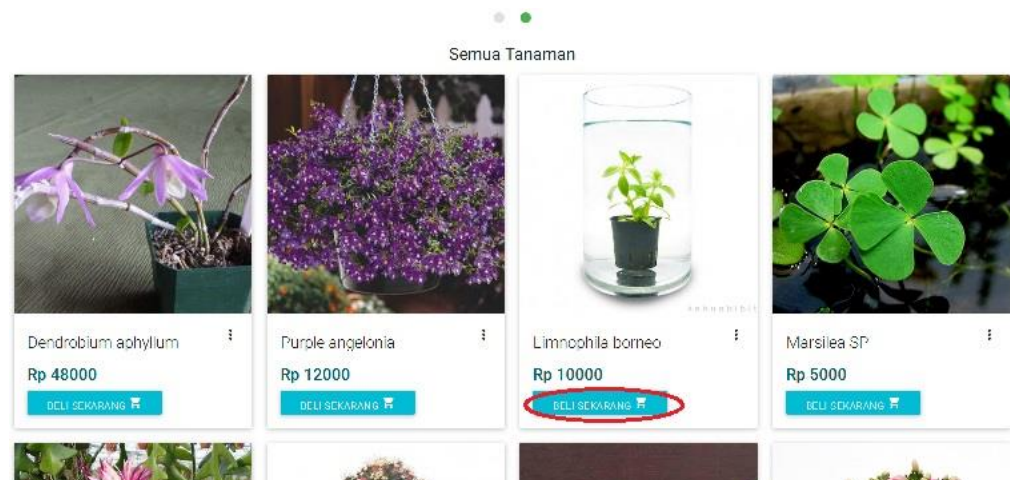 Semua Tanaman
Dendrobium aphyllum
Purple angelonia
Limnophila borneo
Marsilea SP
Rp 48000
Rp 12000
Rp 10000
Rp 5000
BELI SEKARANG
BELI SEKARANG
BELI SEKARANG
BELI SEKARANG